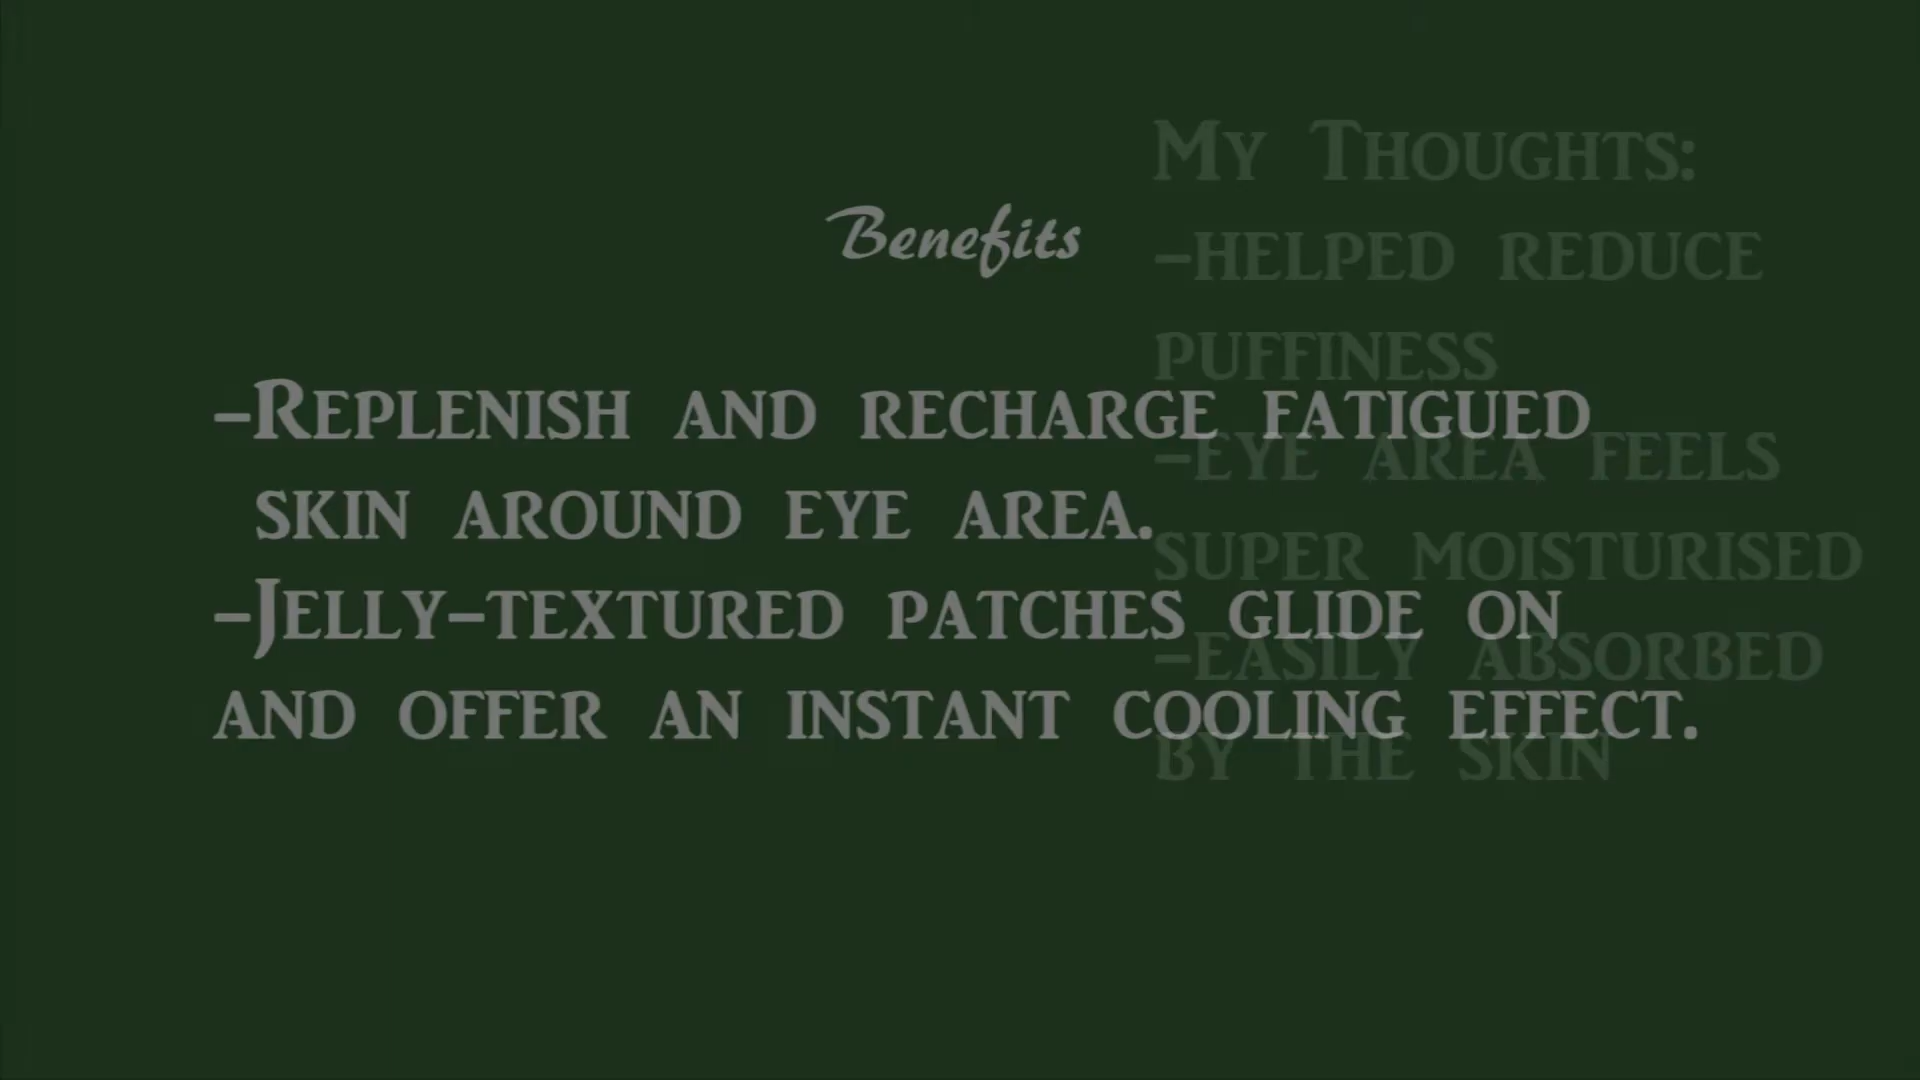 Benefits
-Replenish and recharge fatigued
skin around eye area.
-Jelly-textured patches glide on
and offer an instant cooling effect.
My Thoughts:
-helped reduce
puffiness
-eye area feels
super moisturised
-easily absorbed
by the skin